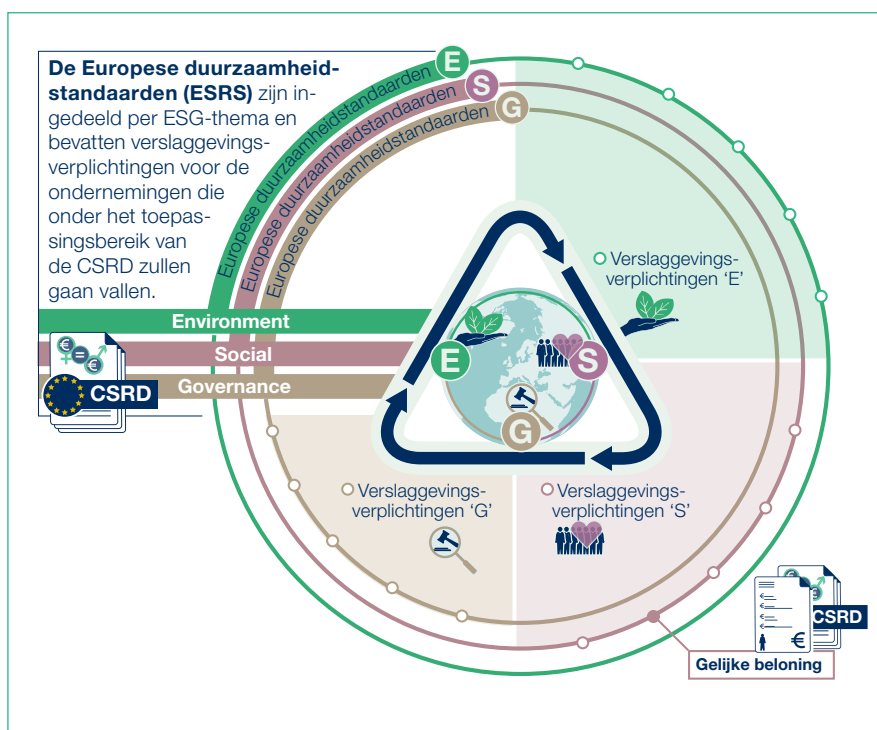 De Europese duurzaamheid-
standaarden (ESRS) zijn in-
gedeeld per ESG-thema en
bevatten verslaggevings-
verplichtingen voor de
ondernemingen die
onder het toepas-
singsbereik van
de CSRD zullen
gaan vallen.
E
S
G
Europese duurzaamheidstandaarden
Europese duurzaamheidstandaarden
Europese duurzaamheidstandaarden
Environment
Social
Governance
€ = €
CSRD
E
S
G
Verslaggevings-
verplichtingen ‘E’
Verslaggevings-
verplichtingen ‘G’
Verslaggevings-
verplichtingen ‘S’
CSRD
€
€
€
€
Gelijke beloning